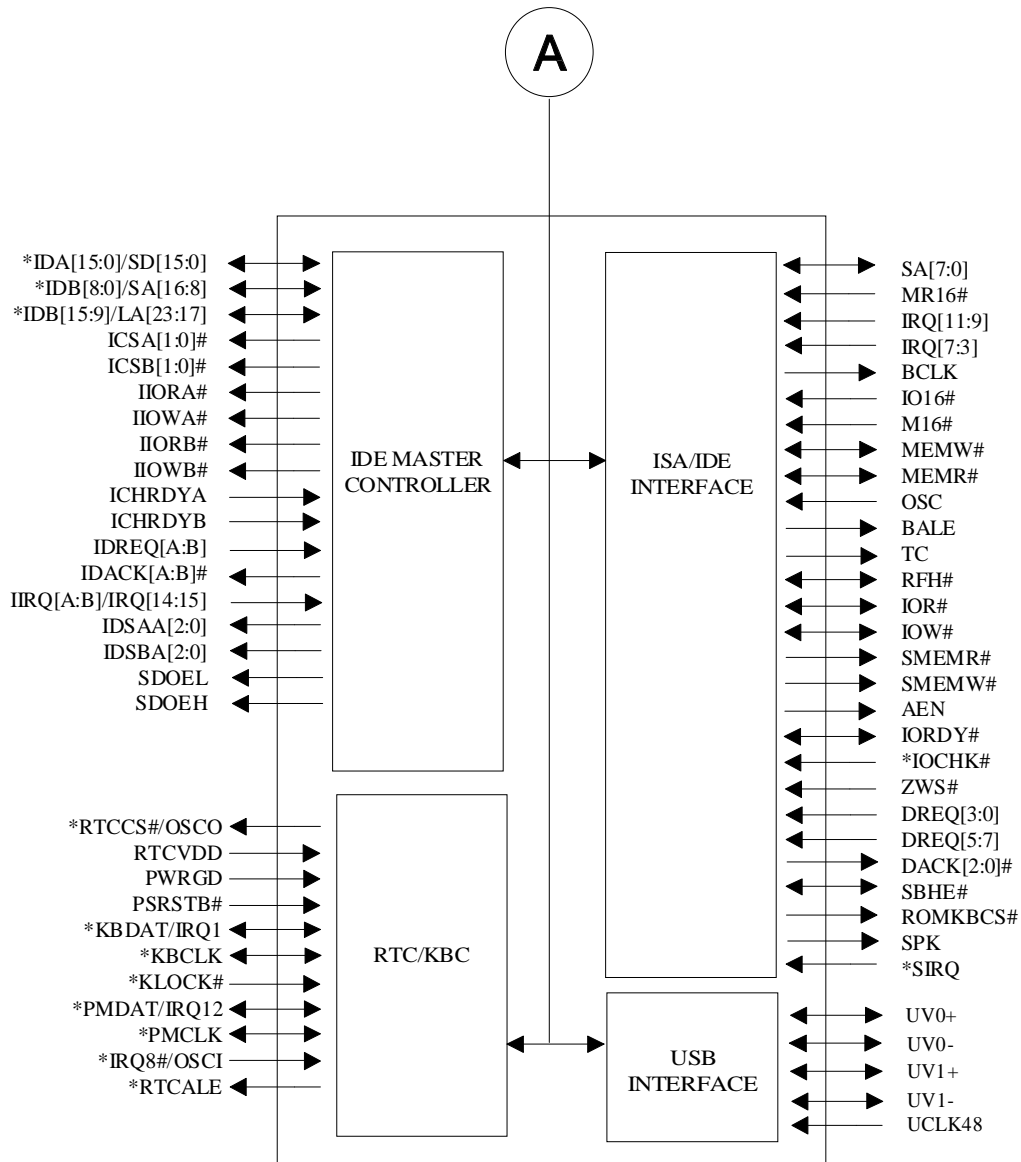 A
*IDA[15:0]/SD[15:0]
*IDB[8:0]/SA[16:8]
*IDB[15:9]/LA[23:17]
ICSA[1:0]#
ICSB[1:0]#
IIORA#
IIOWA#
IIORB#
IIOWB#
ICHRDYA
ICHRDYB
IDREQ[A:B]
IDACK[A:B]#
IIRQ[A:B]/IRQ[14:15]
IDSAA[2:0]
IDSBA[2:0]
SDOEL
SDOEH
IDE MASTER
CONTROLLER
ISA/IDE
INTERFACE
SA[7:0]
MR16#
IRQ[11:9]
IRQ[7:3]
BCLK
IO16#
M16#
MEMW#
MEMR#
OSC
BALE
TC
RFH#
IOR#
IOW#
SMEMR#
SMEMW#
AEN
IORDY#
*IOCHK#
ZWS#
DREQ[3:0]
DREQ[5:7]
DACK[2:0]#
SBHE#
ROMKBCS#
SPK
*SIRQ
*RTCCS#/OSCO
RTCVDD
PWRGD
PSRSTB#
*KBDAT/IRQ1
*KBCLK
*KLOCK#
*PMDAT/IRQ12
*PMCLK
*IRQ8#/OSCI
*RTCALE
RTC/KBC
USB
INTERFACE
UV0+
UV0-
UV1+
UV1-
UCLK48